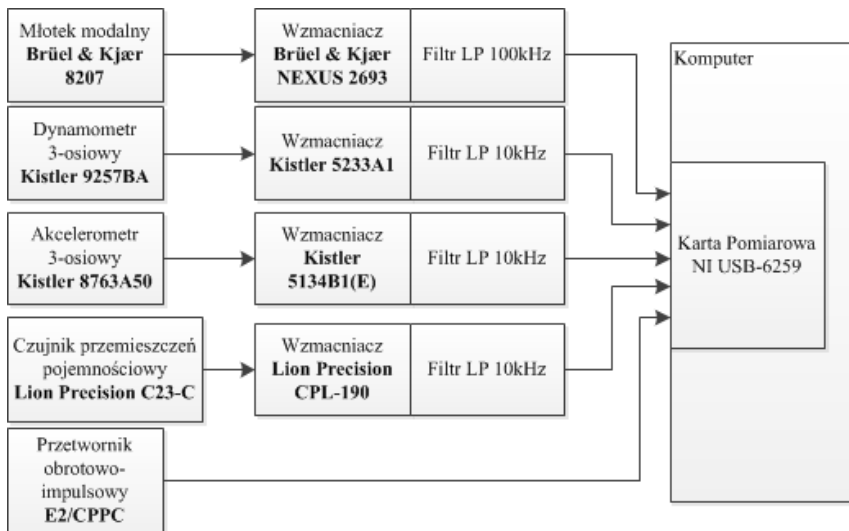 Młotek modalny
Brüel & Kjær
8207
Wzmacniacz
Brüel & Kjær
NEXUS 2693
Filtr LP 100kHz
Komputer
Dynamometr
3-osiowy
Kistler 9257BA
Wzmacniacz
Kistler 5233A1
Filtr LP 10kHz
Akcelerometr
3-osiowy
Kistler 8763A50
Wzmacniacz
Kistler
5134B1(E)
Filtr LP 10kHz
Karta Pomiarowa
NI USB-6259
Czujnik przemieszczeń
pojemnościowy
Lion Precision C23-C
Wzmacniacz
Lion Precision
CPL-190
Filtr LP 10kHz
Przetwornik
obrotowo-
impulsowy
E2/CPPC